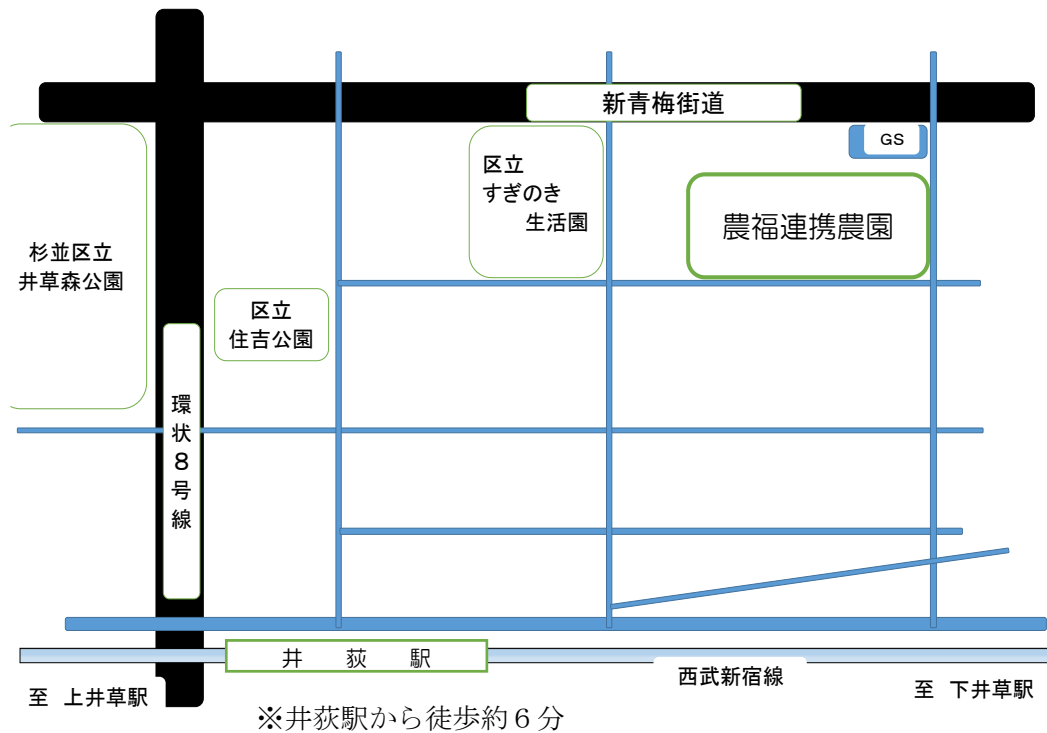 新青梅街道
GS
区立
すぎのき
生活園
農福連携農園
杉並区立
井草森公園
区立
住吉公園
環状８号線
井　荻　駅
西武新宿線
至　上井草駅
至　下井草駅
※井荻駅から徒歩約６分